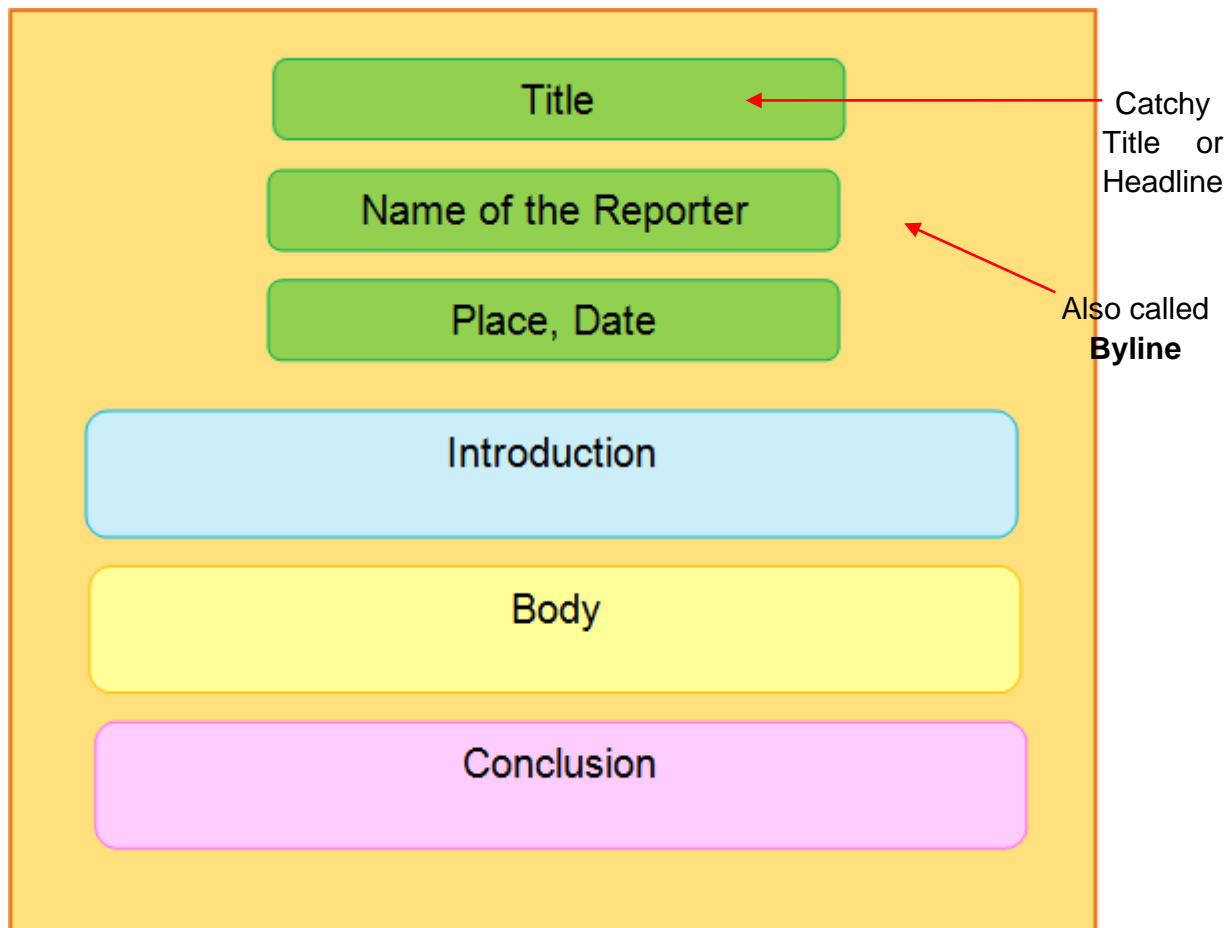 Title
Catchy
Title or
Headline
Name of the Reporter
Also called
Byline
Place, Date
Introduction
Body
Conclusion